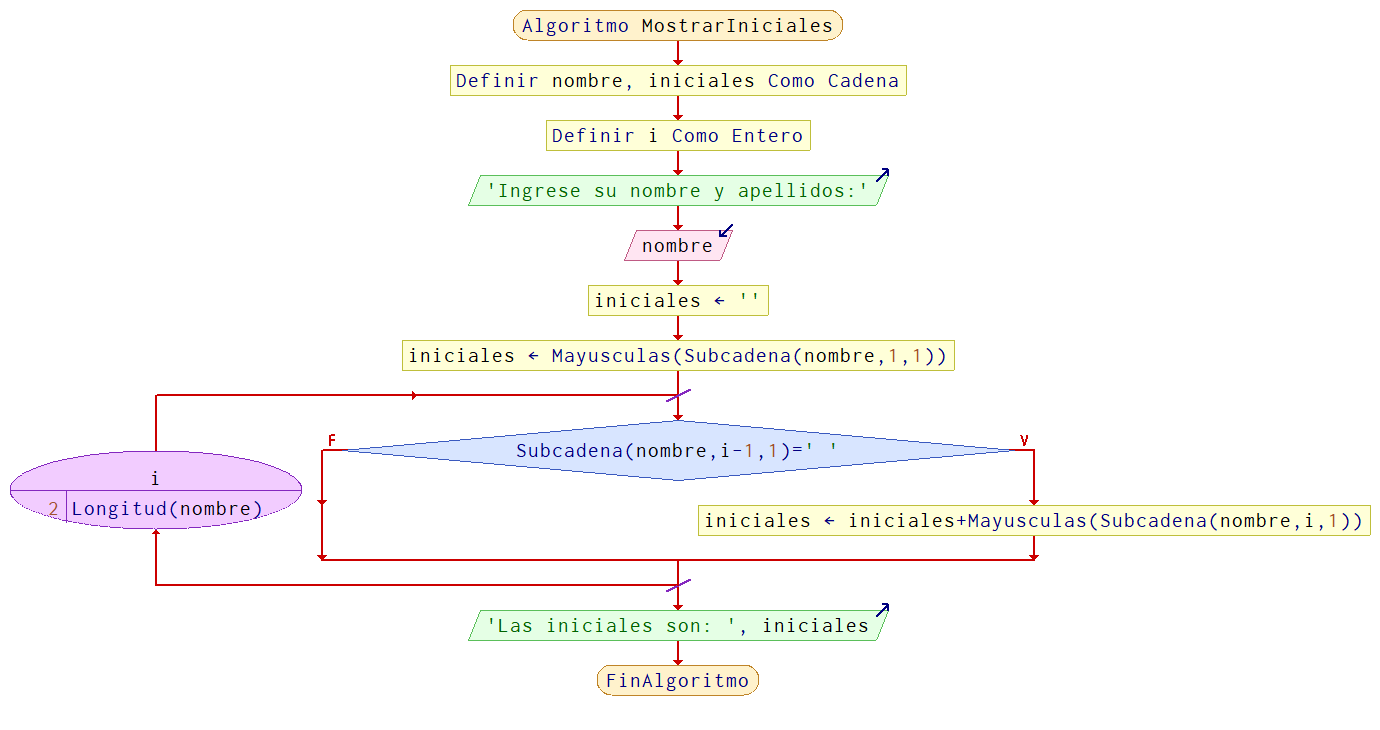 Algoritmo MostrarIniciales
Definir nombre, iniciales Como Cadena
Definir i Como Entero
'Ingrese su nombre y apellidos:'
nombre
iniciales ← ''
iniciales ← Mayusculas(Subcadena(nombre,1,1))
F
V
Subcadena(nombre,i-1,1)=' '
i
2 Longitud(nombre)
iniciales ← iniciales+Mayusculas(Subcadena(nombre,i,1))
'Las iniciales son: ', iniciales
FinAlgoritmo